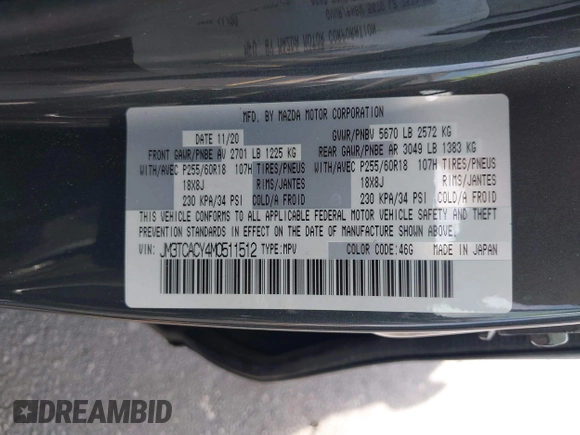 MFG. BY MAZDA MOTOR CORPORATION
DATE 11/20 GVWR/PNBV 5670 LB 2572 KG
FRONT GAWR/PNBE AV 2701 LB 1225 KG REAR GAWR/PNBE AR 3049 LB 1383 KG
WITH/AVEC P255/60R18 107H TIRES/PNEUS WITH/AVEC P255/60R18 107H TIRES/PNEUS
18X8J RIMS/JANTES 18X8J RIMS/JANTES
230 KPA/34 PSI COLD/A FROID 230 KPA/34 PSI COLD/A FROID
THIS VEHICLE CONFORMS TO ALL APPLICABLE FEDERAL MOTOR VEHICLE SAFETY, BUMPER, AND THEFT
PREVENTION STANDARDS IN EFFECT ON THE DATE OF MANUFACTURE SHOWN ABOVE.
VIN: JM3TCACY4M0511512 TYPE:MPV COLOR CODE:46G MADE IN JAPAN
DREAMBID